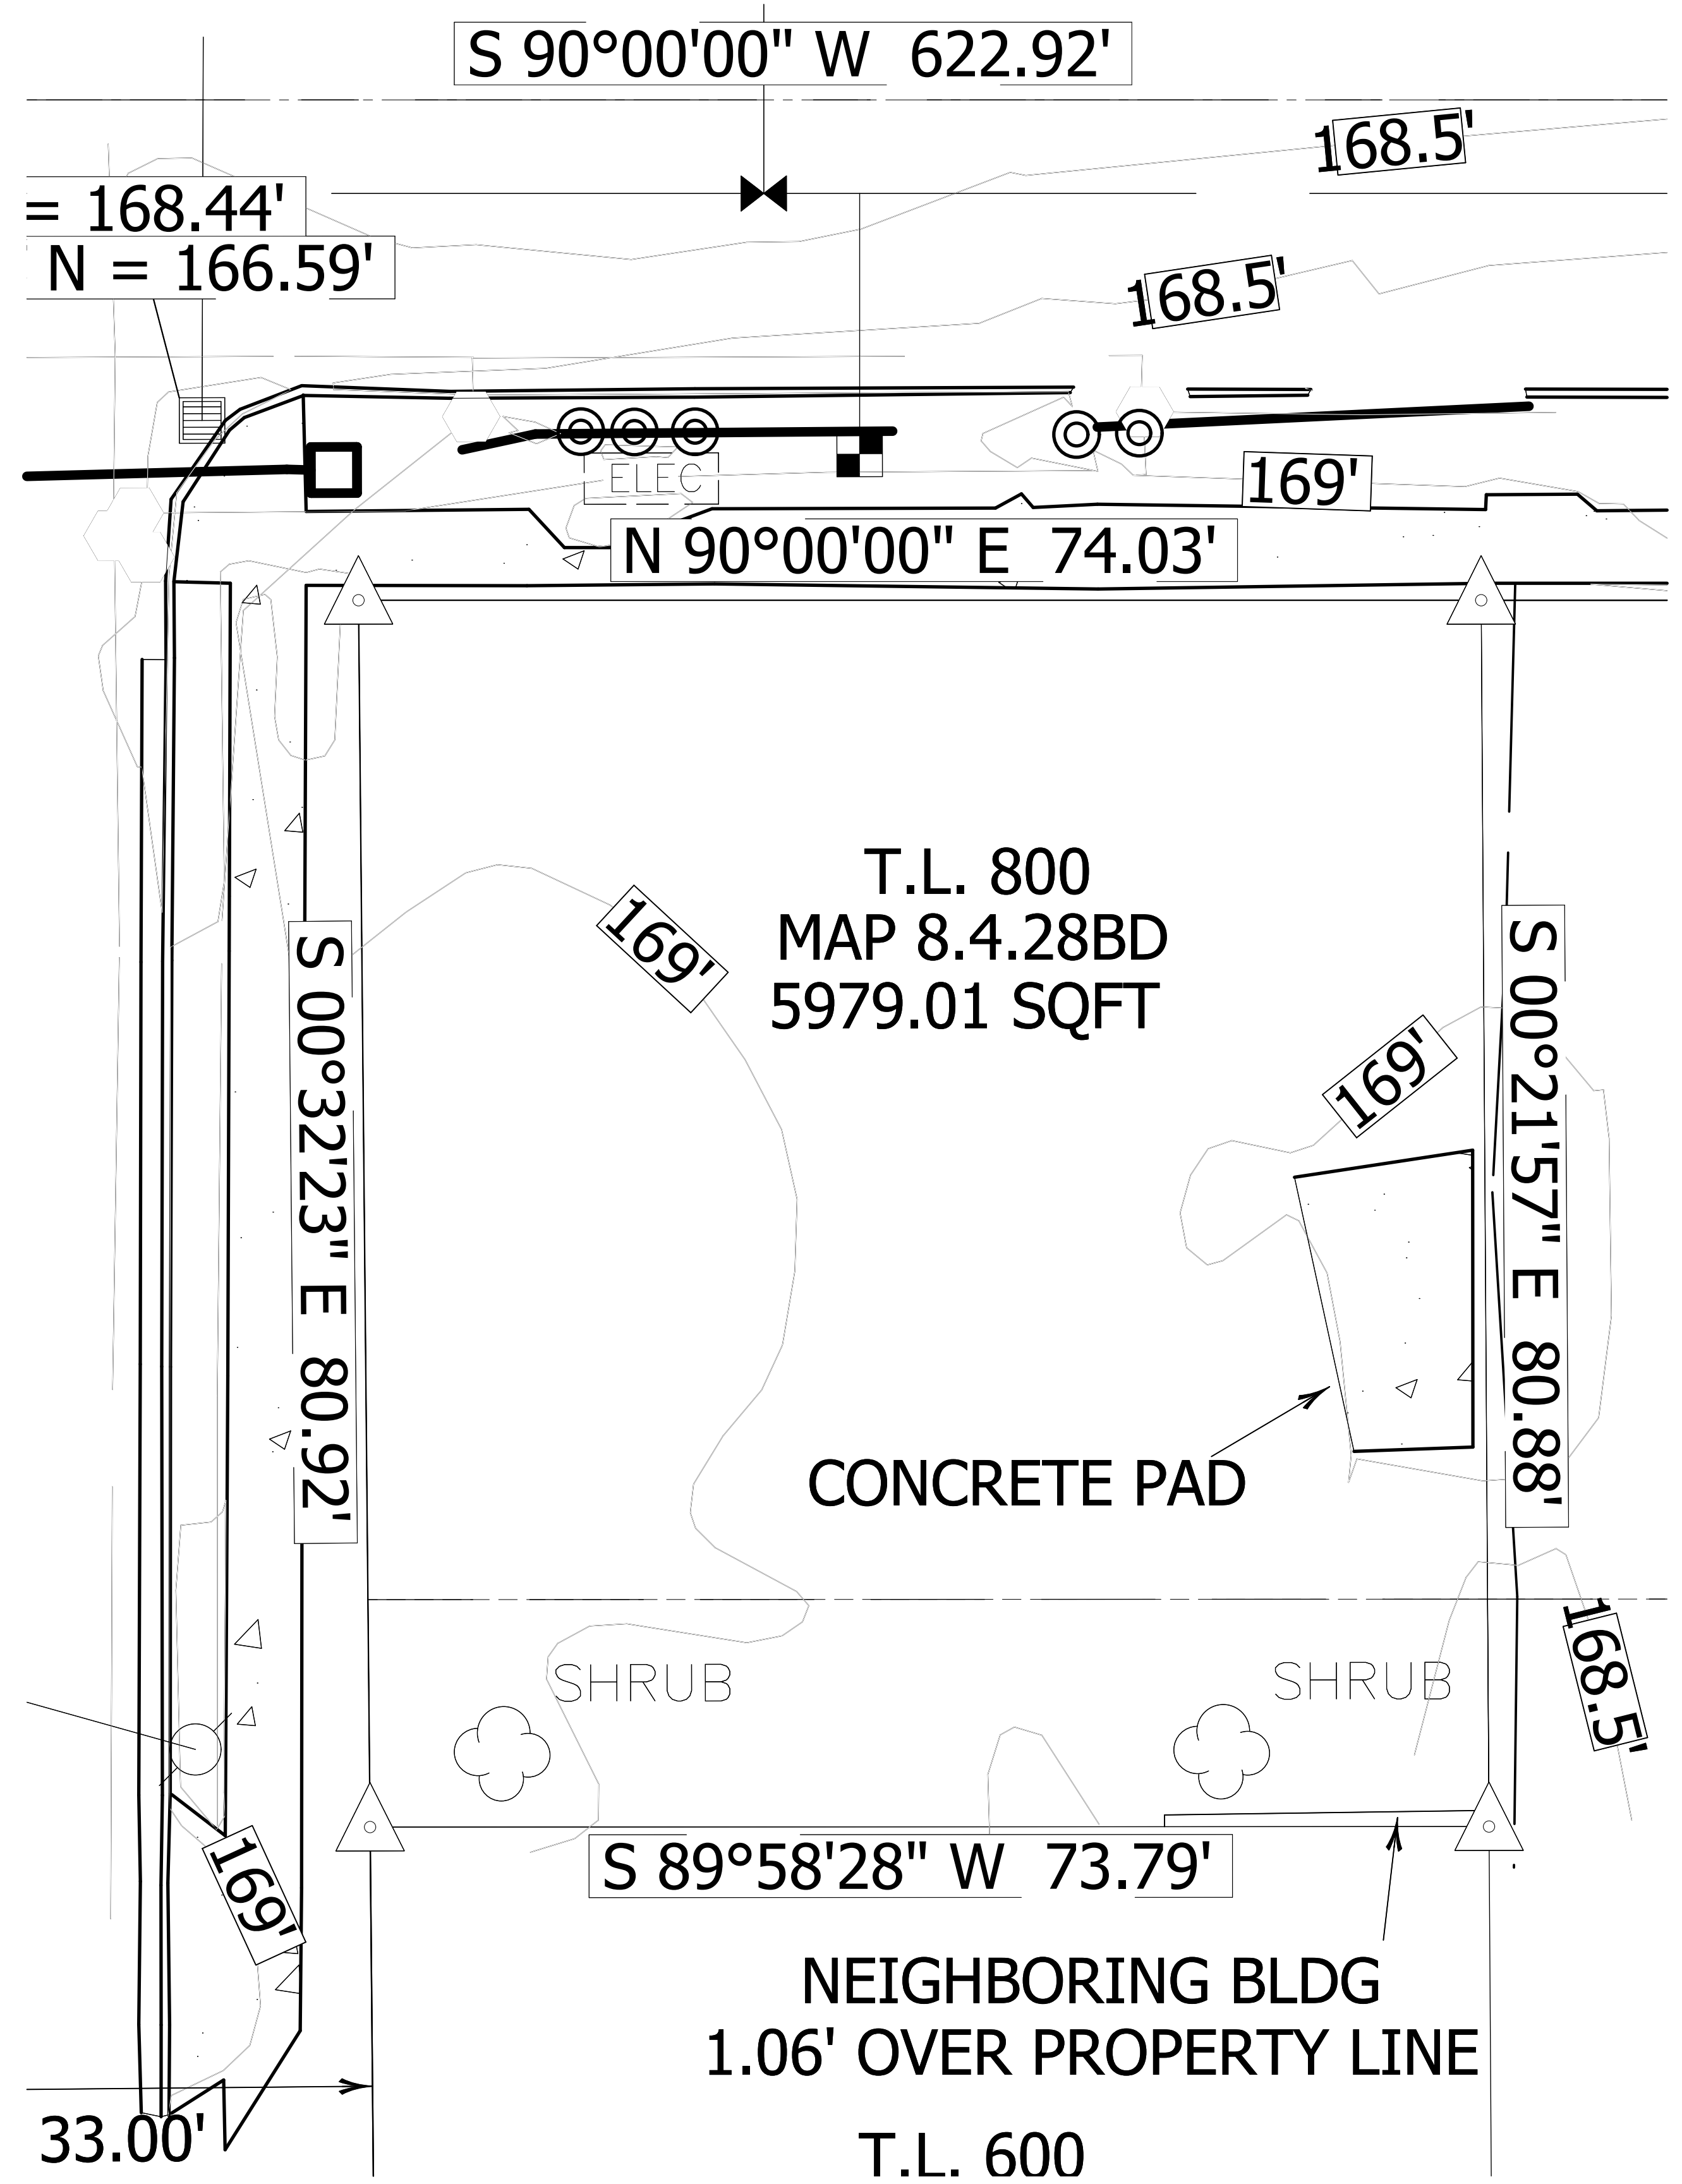 S 90°00'00" W 622.92'
168.5'
= 168.44'
N = 166.59'
168.5'
ELEC
169'
N 90°00'00" E 74.03'
T.L. 800
MAP 8.4.28BD
5979.01 SQFT
169'
S 00°32'23" E 80.92'
S 00°21'57" E 80.88'
169'
CONCRETE PAD
SHRUB
SHRUB
168.5'
S 89°58'28" W 73.79'
169'
NEIGHBORING BLDG
1.06' OVER PROPERTY LINE
33.00'
T.L. 600